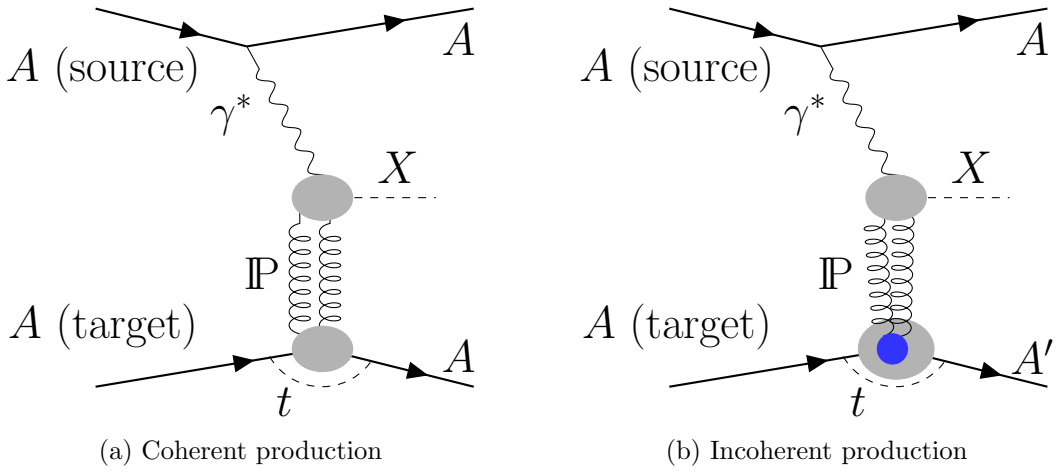 A (source)
A
γ*
X
ℙ
A (target)
A
t
(a) Coherent production
A (source)
A
γ*
X
ℙ
A (target)
A′
t
(b) Incoherent production